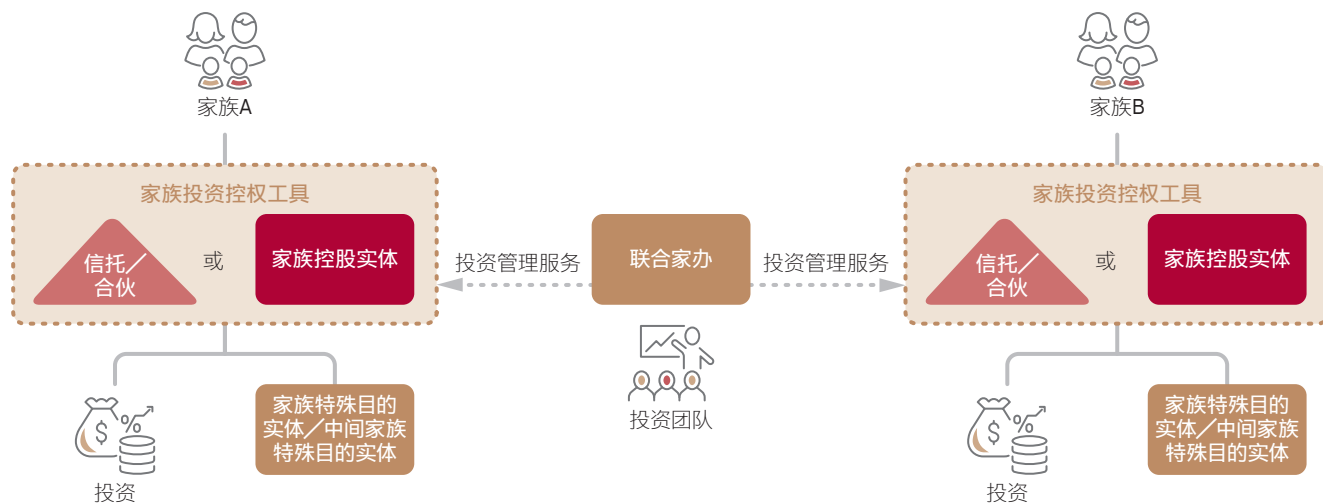 家族A
家族B
家族投资控权工具
信托／
合伙
或
家族控股实体
投资管理服务
联合家办
投资管理服务
家族投资控权工具
信托／
合伙
或
家族控股实体
投资团队
$
%
投资
家族特殊目的
实体／中间家族
特殊目的实体
$
%
投资
家族特殊目的
实体／中间家族
特殊目的实体